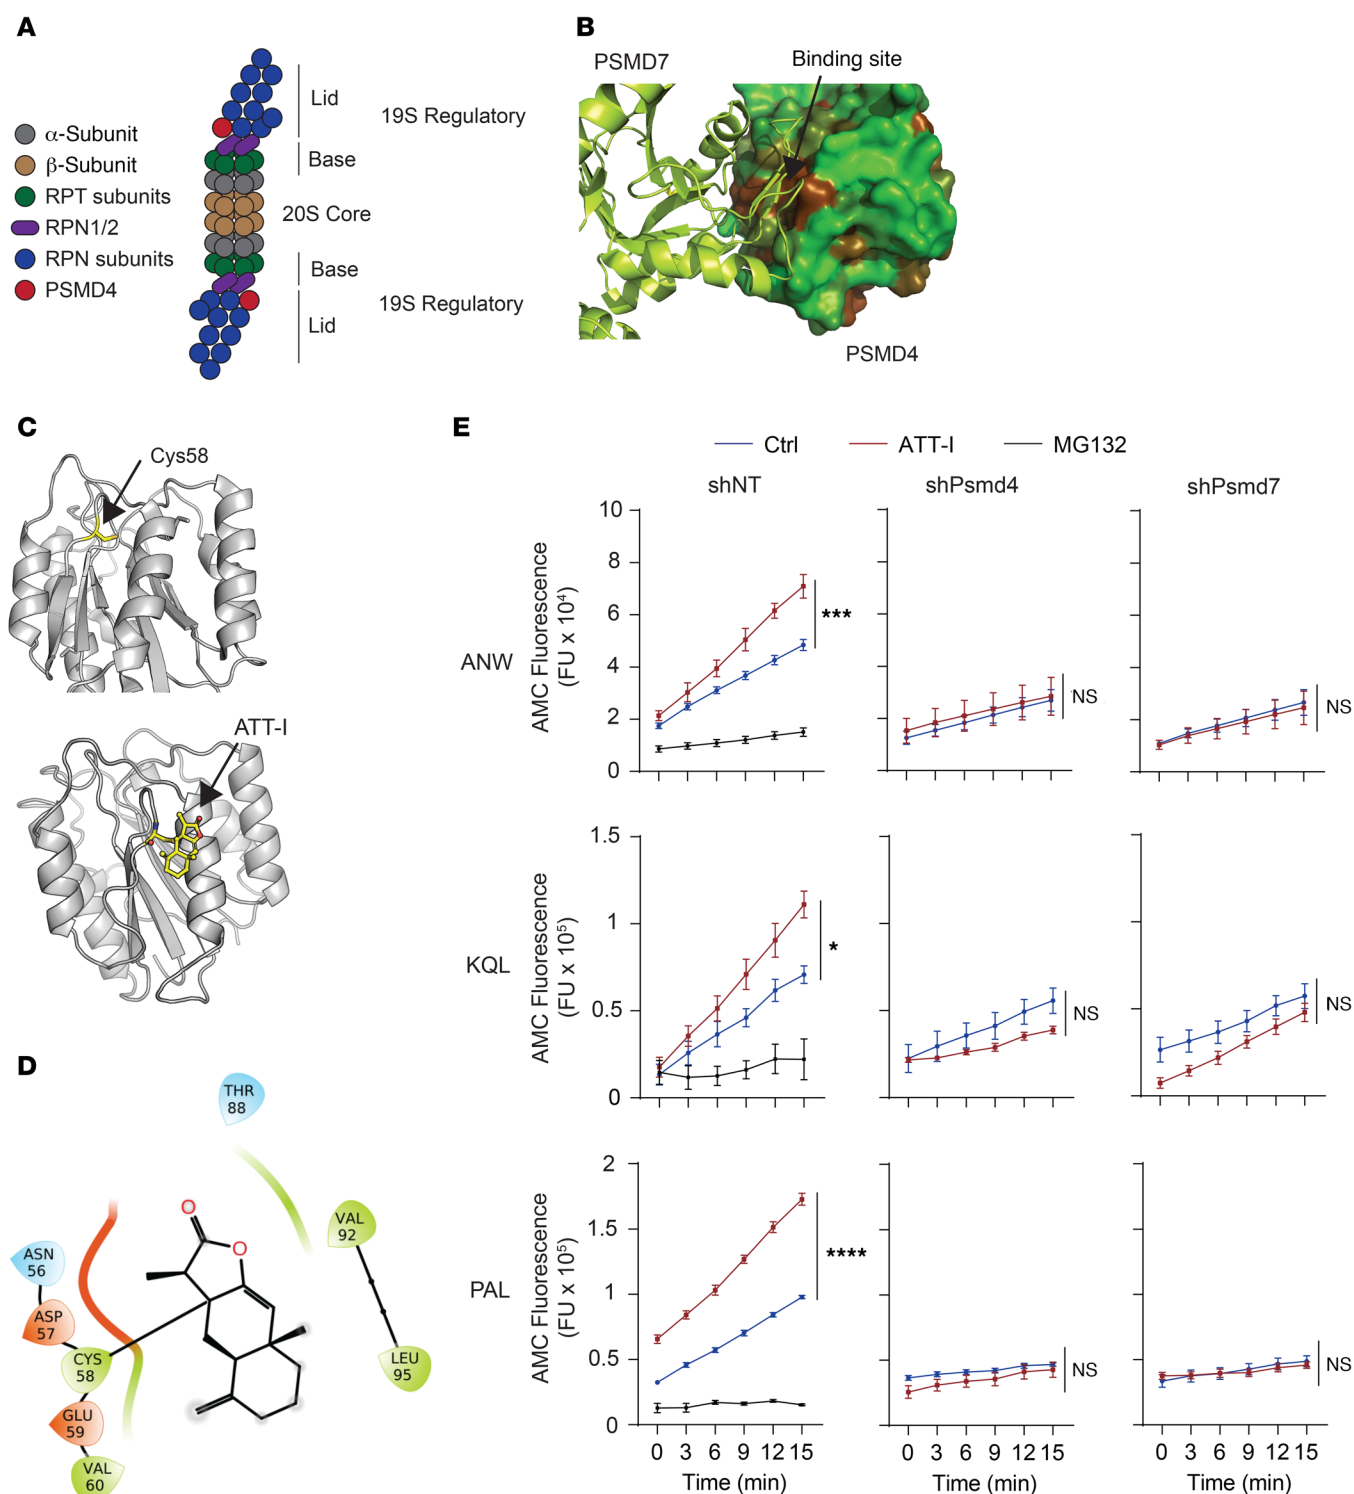 A
α-Subunit
β-Subunit
RPT subunits
RPN1/2
RPN subunits
PSMD4
Lid
19S Regulatory
Base
20S Core
Base
19S Regulatory
Lid
B
PSMD7
Binding site
PSMD4
C
Cys58
ATT-I
D
THR
88
ASN
56
ASP
57
CYS
58
GLU
59
VAL
60
VAL
92
LEU
95
O
O
E
Ctrl
ATT-I
MG132
shNT
shPsmd4
shPsmd7
ANW
AMC Fluorescence
(FU x 10⁴)
10
8
6
4
2
0
***
NS
NS
KQL
AMC Fluorescence
(FU x 10⁵)
1.5
1
0.5
0
*
NS
NS
PAL
AMC Fluorescence
(FU x 10⁵)
2
1.5
1
0.5
0
****
NS
NS
0 3 6 9 12 15
0 3 6 9 12 15
0 3 6 9 12 15
Time (min)
Time (min)
Time (min)